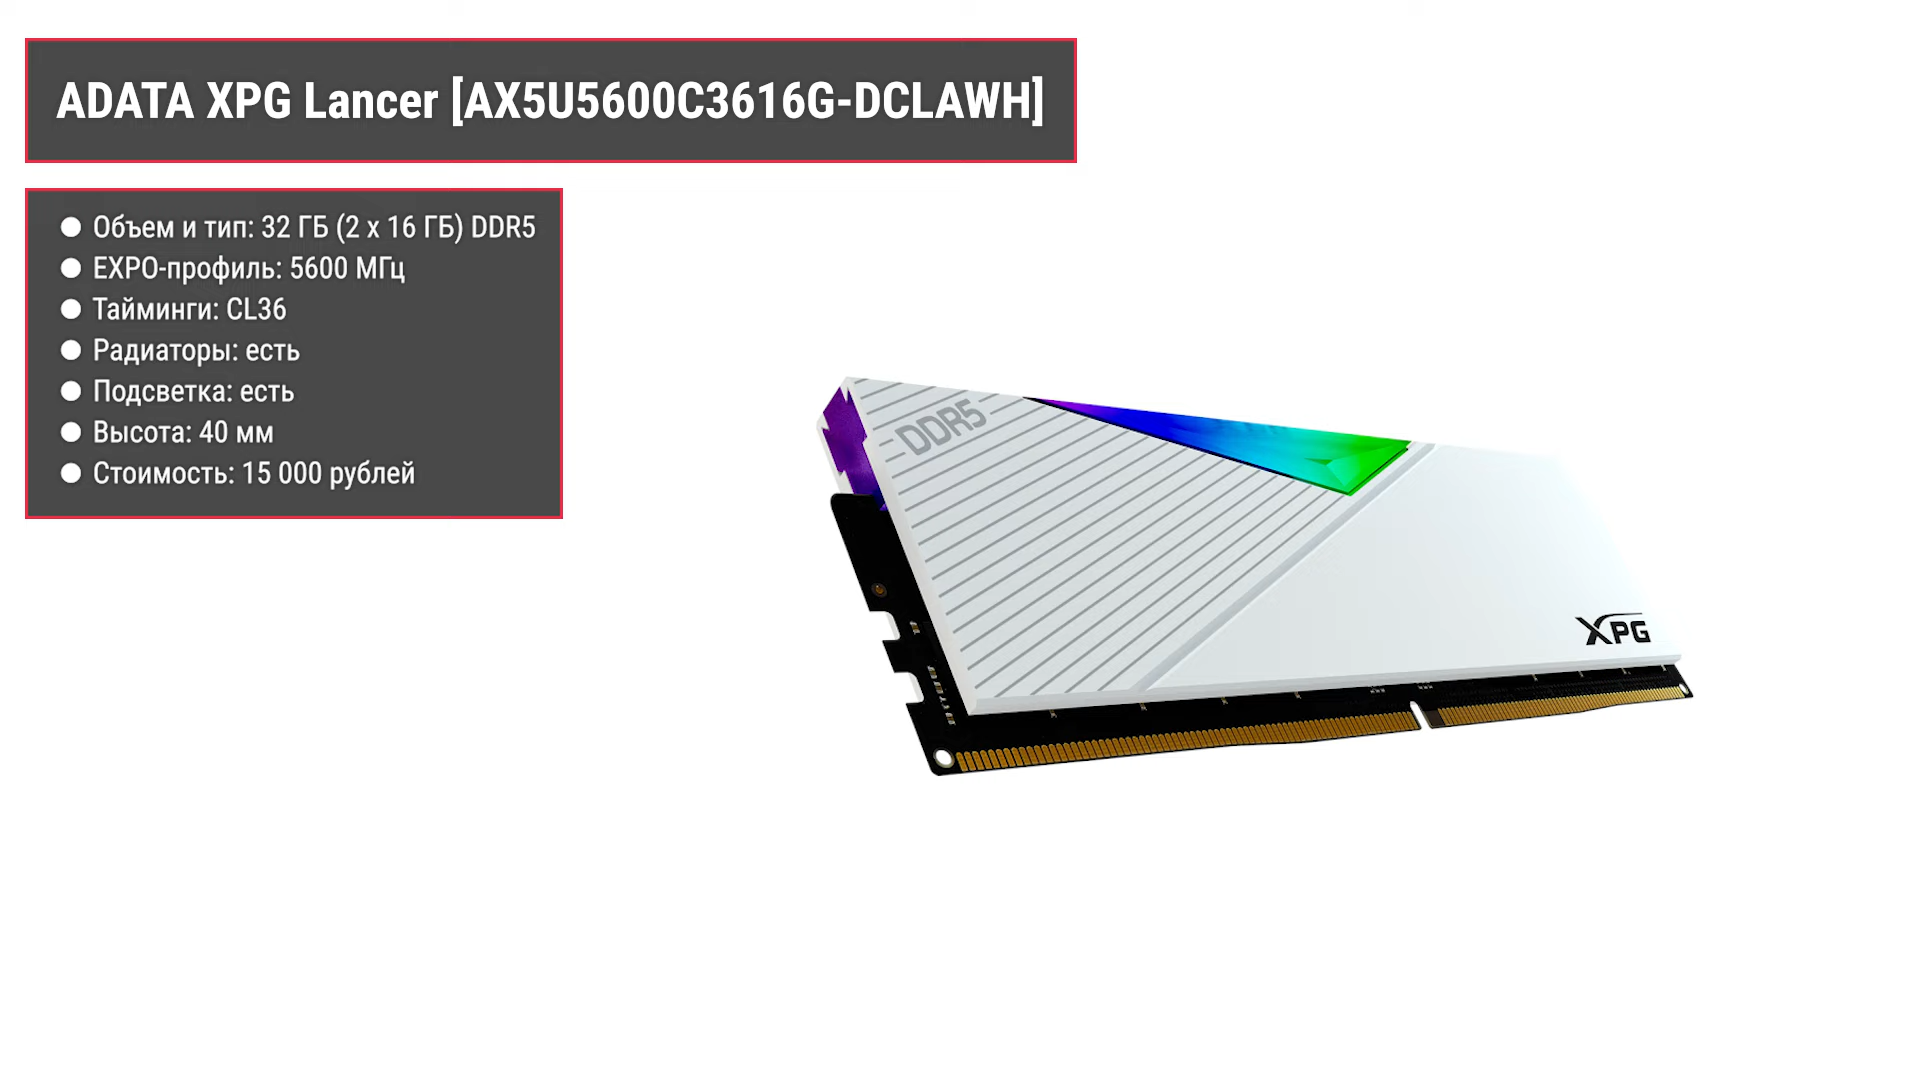 ADATA XPG Lancer [AX5U5600C3616G-DCLAWH]
● Объем и тип: 32 ГБ (2 x 16 ГБ) DDR5
● EXPO-профиль: 5600 МГц
● Тайминги: CL36
● Радиаторы: есть
● Подсветка: есть
● Высота: 40 мм
● Стоимость: 15 000 рублей
DDR5
XPG